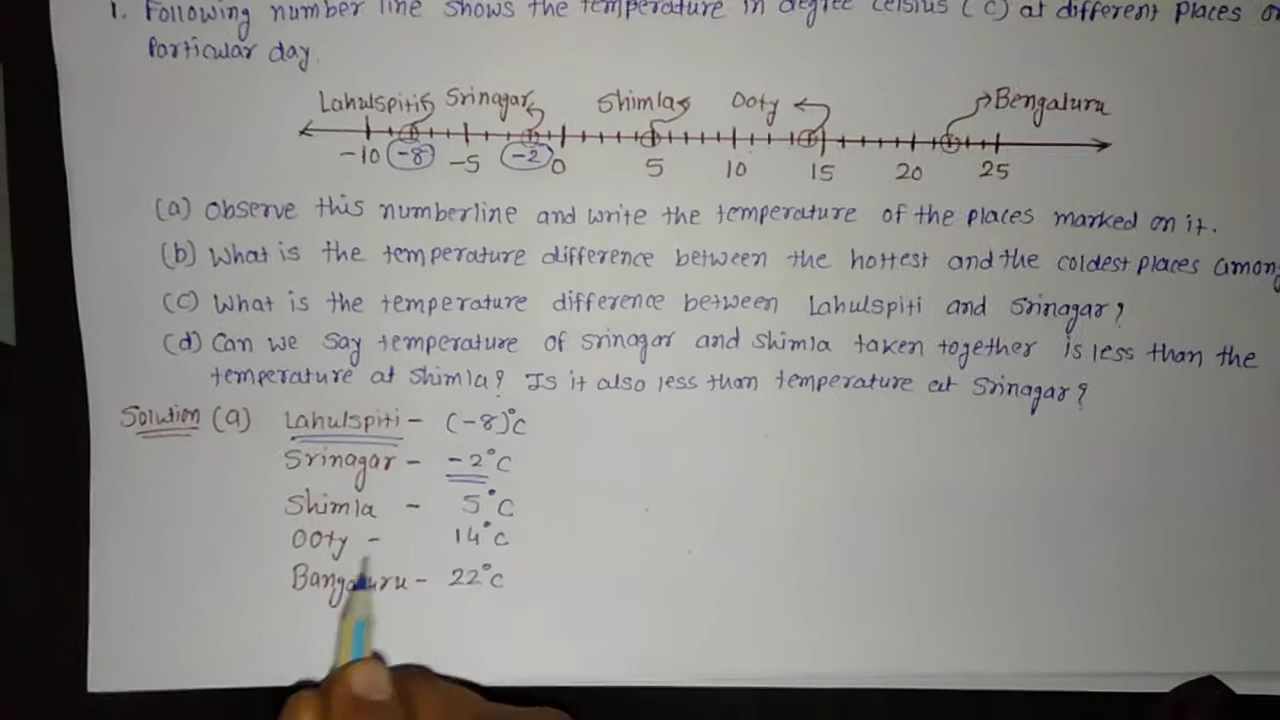 1. Following number line shows the temperature in degree celsius (°C) at different places on
Particular day.
Lahulspiti Srinagar Shimla Ooty Bengaluru
-10 -8 -5 -2 0 5 10 15 20 25
(a) Observe this numberline and write the temperature of the places marked on it.
(b) What is the temperature difference between the hottest and the coldest places among
(c) What is the temperature difference between Lahulspiti and Srinagar?
(d) Can we say temperature of srinagar and shimla taken together is less than the
temperature at shimla? Is it also less than temperature at Srinagar?
Solution (a) Lahulspiti - (-8)°C
Srinagar - -2°C
Shimla - 5°C
Ooty - 14°C
Bangaluru - 22°C